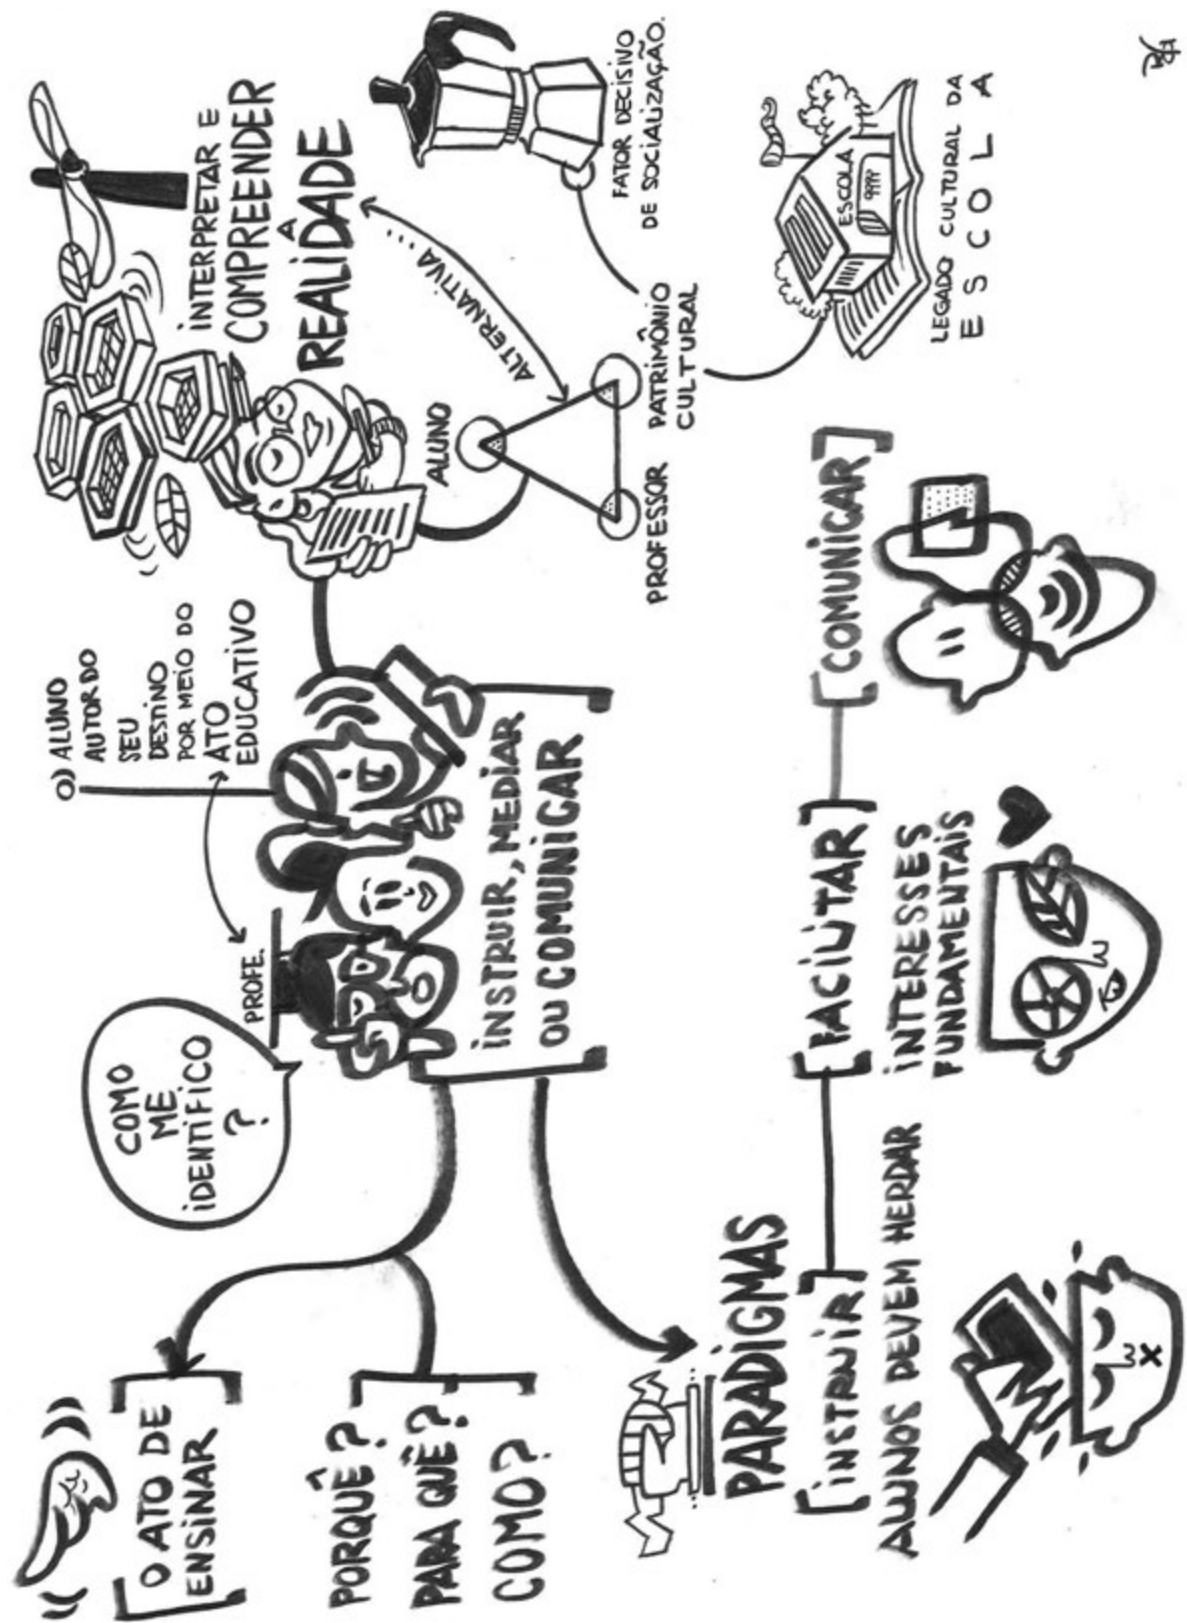 O ATO DE
ENSINAR
PORQUÊ?
PARA QUÊ?
COMO?
COMO
ME
iDENTiFiCO
?
PROFE.
O) ALUNO
AUTOR DO
SEU
DESTiNO
POR MEiO DO
ATO
EDUCATiVO
iNSTRUiR, MEDiAR
OU COMUNiCAR
iNTERPRETAR E
COMPREENDER
A
REALiDADE
ALTERNATiVA...
ALUNO
PROFESSOR
PATRiMÔNiO
CULTURAL
FATOR DECiSiVO
DE SOCiALiZAÇÃO.
ESCOLA
LEGADO CULTURAL DA
ESCOLA
PARADiGMAS
[iNSTRUiR]
ALUNOS DEVEM HERDAR
[FACiLiTAR]
iNTERESSES
FUNDAMENTAiS
[COMUNiCAR]